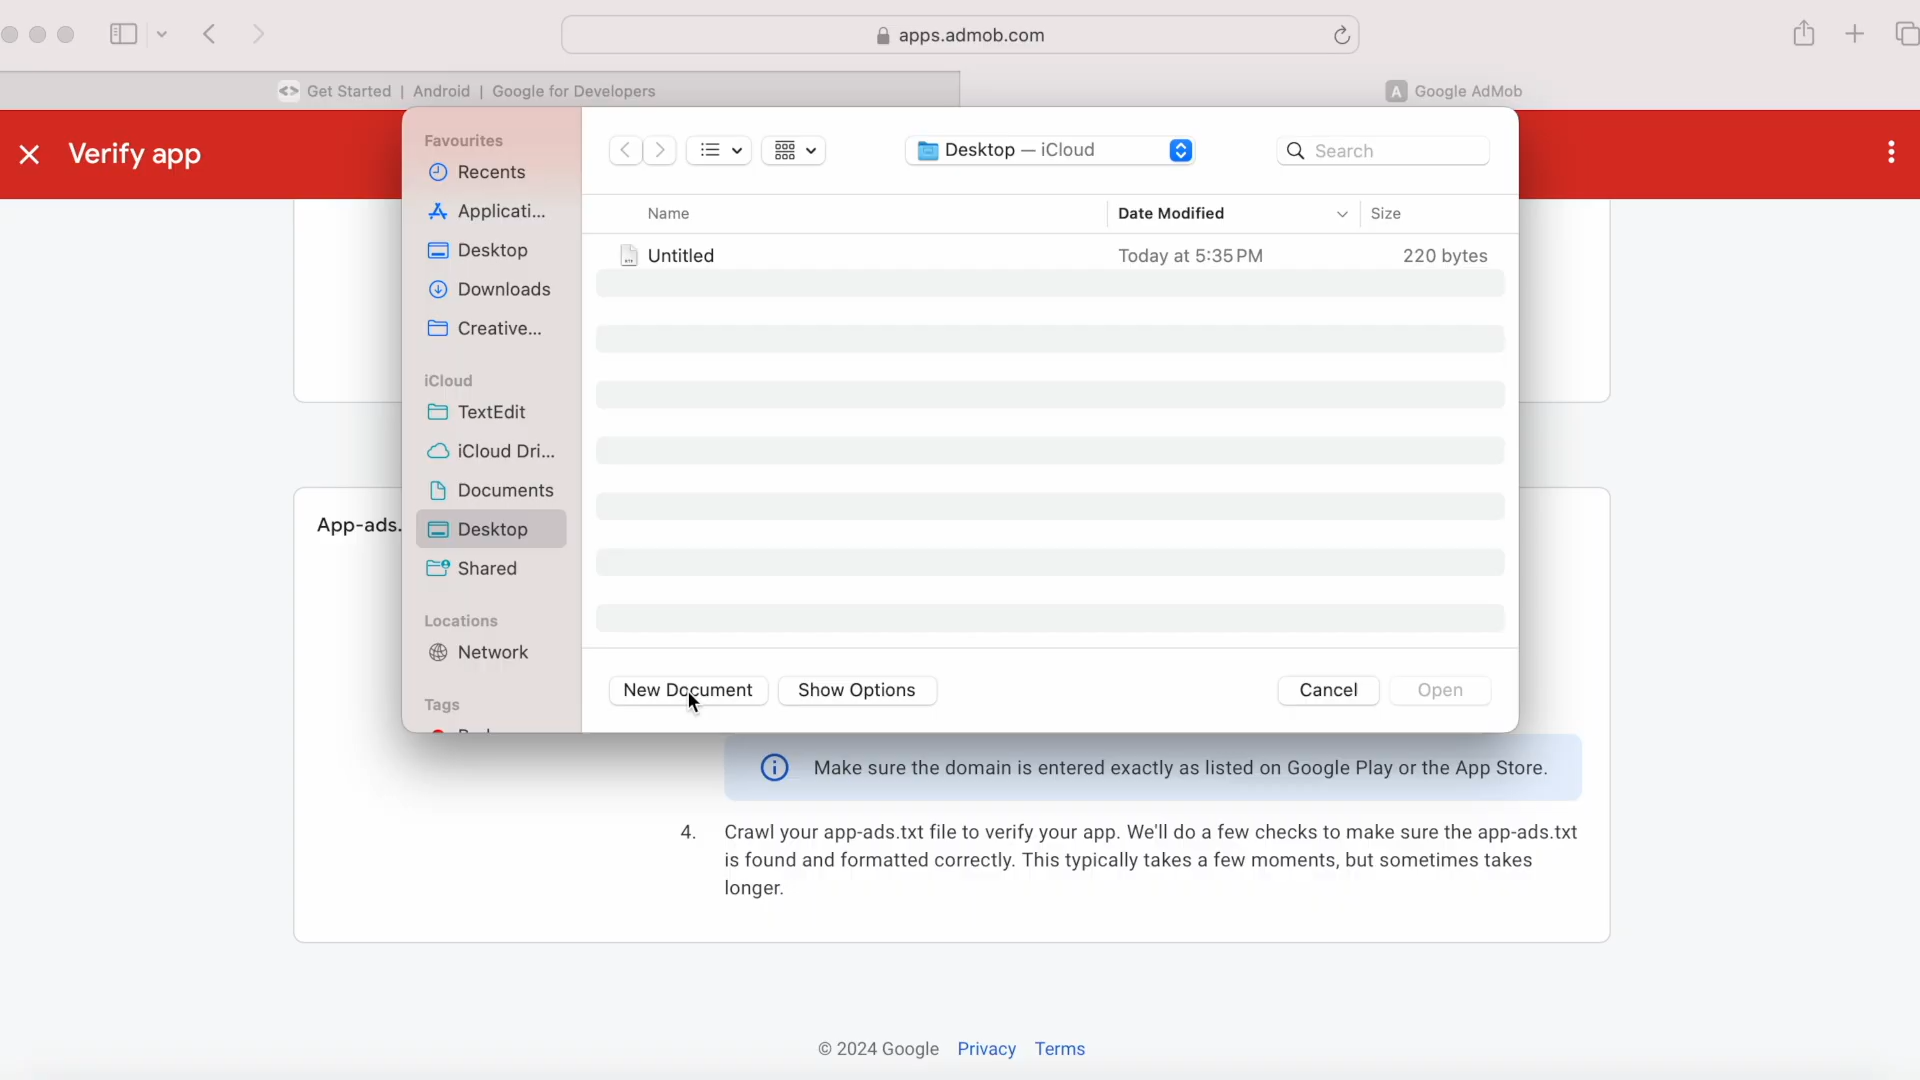 apps.admob.com
Get Started | Android | Google for Developers
A Google AdMob
Verify app
Favourites
Recents
Applicati...
Desktop
Downloads
Creative...
iCloud
TextEdit
iCloud Dri...
Documents
Desktop
Shared
Locations
Network
Tags
Desktop — iCloud
Search
Name Date Modified Size
Untitled Today at 5:35 PM 220 bytes
New Document Show Options Cancel Open
App-ads.
Make sure the domain is entered exactly as listed on Google Play or the App Store.
4. Crawl your app-ads.txt file to verify your app. We'll do a few checks to make sure the app-ads.txt
is found and formatted correctly. This typically takes a few moments, but sometimes takes
longer.
© 2024 Google Privacy Terms